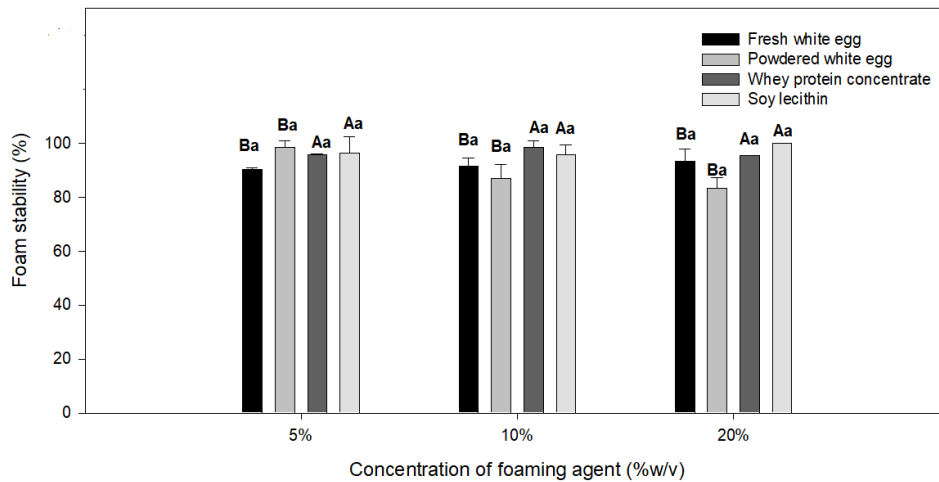 Fresh white egg
Powdered white egg
Whey protein concentrate
Soy lecithin
Foam stability (%)
100
80
60
40
20
0
Ba Ba Aa Aa
Ba Ba Aa Aa
Ba Ba Aa Aa
5% 10% 20%
Concentration of foaming agent (%w/v)